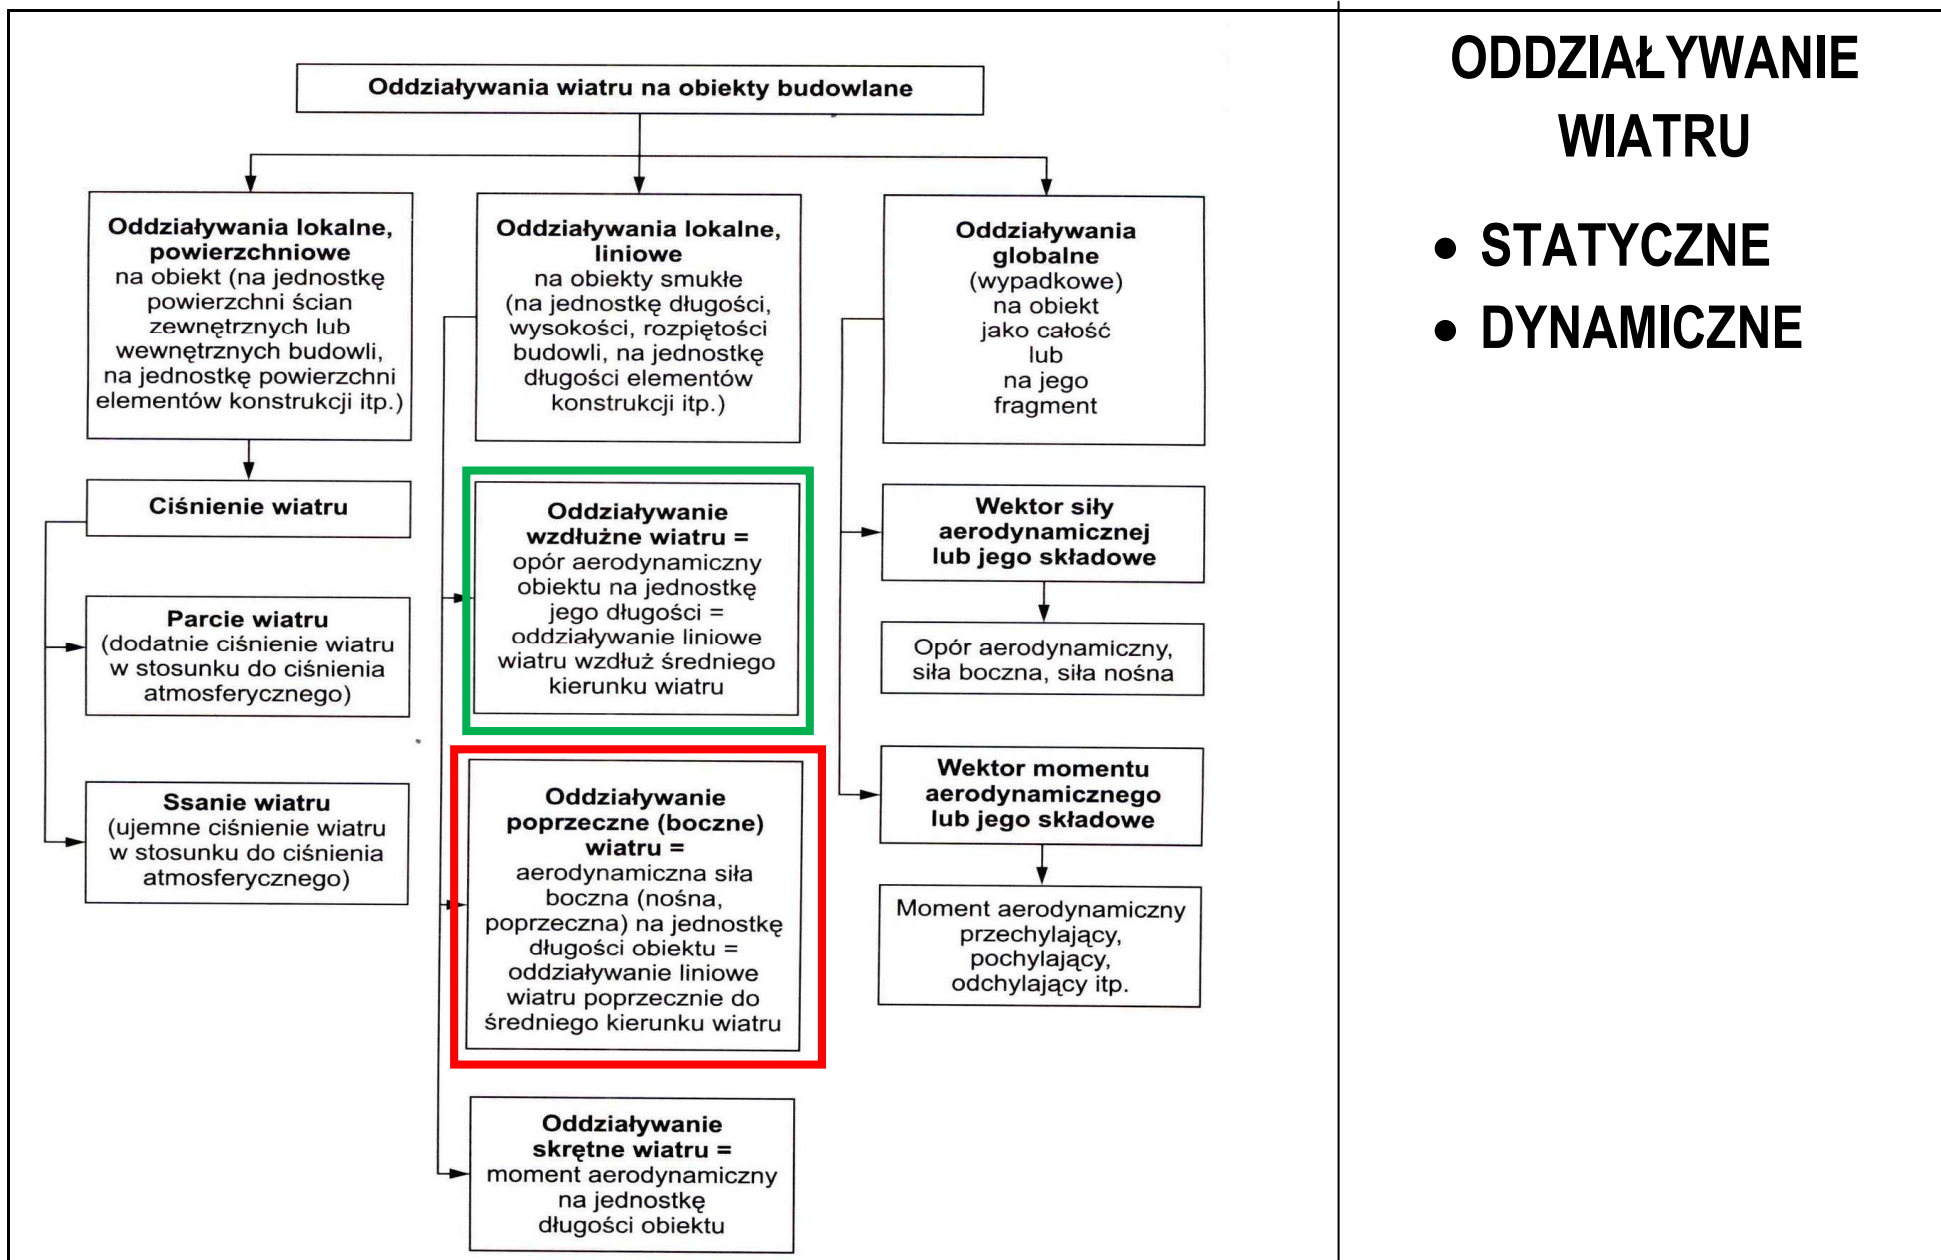 Oddziaływania wiatru na obiekty budowlane
Oddziaływania lokalne,
powierzchniowe
na obiekt (na jednostkę
powierzchni ścian
zewnętrznych lub
wewnętrznych budowli,
na jednostkę powierzchni
elementów konstrukcji itp.)
Ciśnienie wiatru
Parcie wiatru
(dodatnie ciśnienie wiatru
w stosunku do ciśnienia
atmosferycznego)
Ssanie wiatru
(ujemne ciśnienie wiatru
w stosunku do ciśnienia
atmosferycznego)
Oddziaływania lokalne,
liniowe
na obiekty smukłe
(na jednostkę długości,
wysokości, rozpiętości
budowli, na jednostkę
długości elementów
konstrukcji itp.)
Oddziaływanie
wzdłużne wiatru =
opór aerodynamiczny
obiektu na jednostkę
jego długości =
oddziaływanie liniowe
wiatru wzdłuż średniego
kierunku wiatru
Oddziaływanie
poprzeczne (boczne)
wiatru =
aerodynamiczna siła
boczna (nośna,
poprzeczna) na jednostkę
długości obiektu =
oddziaływanie liniowe
wiatru poprzecznie do
średniego kierunku wiatru
Oddziaływanie
skrętne wiatru =
moment aerodynamiczny
na jednostkę
długości obiektu
Oddziaływania
globalne
(wypadkowe)
na obiekt
jako całość
lub
na jego
fragment
Wektor siły
aerodynamicznej
lub jego składowe
Opór aerodynamiczny,
siła boczna, siła nośna
Wektor momentu
aerodynamicznego
lub jego składowe
Moment aerodynamiczny
przechylający,
pochylający,
odchylający itp.
ODDZIAŁYWANIE
WIATRU
• STATYCZNE
• DYNAMICZNE